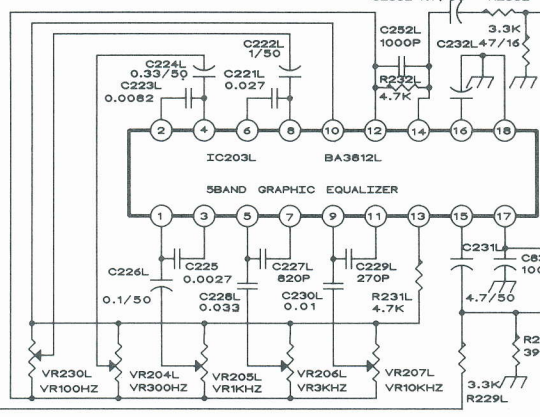 C252L
1000P
3.3K
C232L 47/16
R232L
4.7K
C222L
1/50
C224L
0.33/50
C221L
0.027
C223L
0.0082
2 4 6 8 10 12 14 16 18
IC203L BA3812L
5BAND GRAPHIC EQUALIZER
1 3 5 7 9 11 13 15 17
C226L
0.1/50
C225
0.0027
C227L
820P
C228L
0.033
C229L
270P
C230L
0.01
R231L
4.7K
C231L
4.7/50
VR230L
VR100HZ
VR204L
VR300HZ
VR205L
VR1KHZ
VR206L
VR3KHZ
VR207L
VR10KHZ
3.3K
R229L